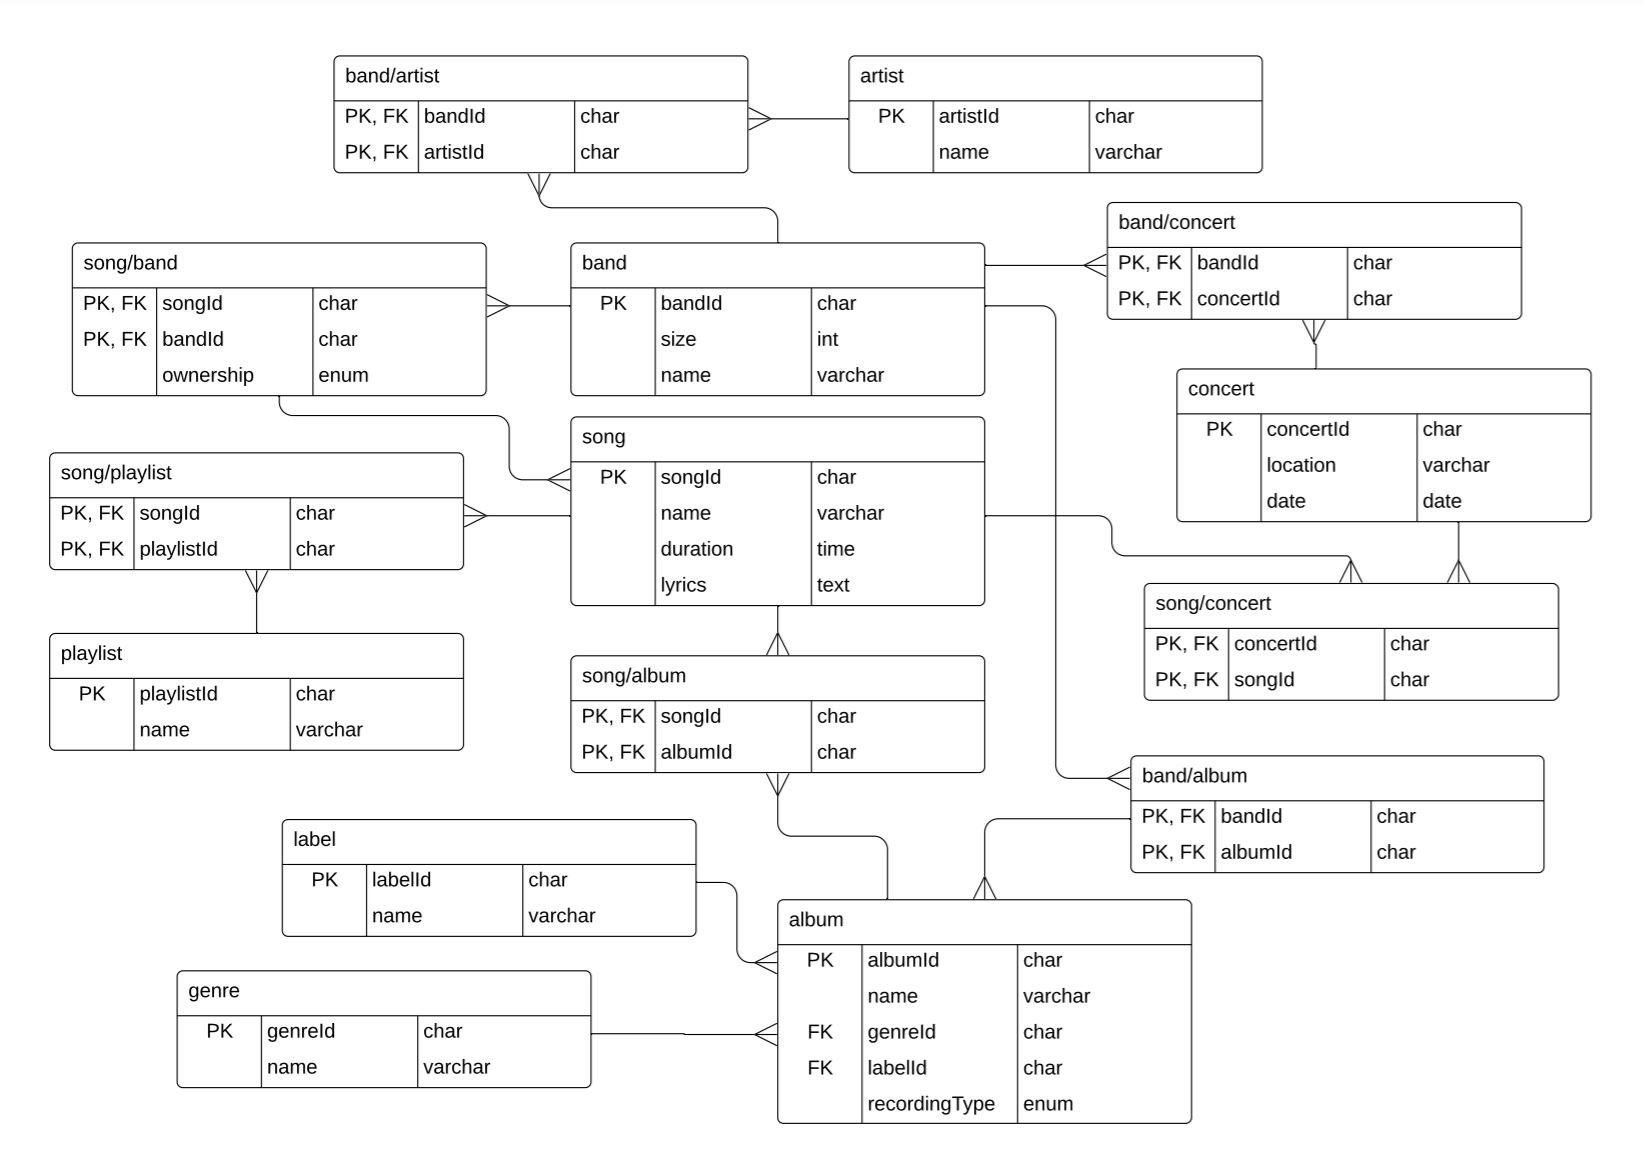 band/artist
PK, FK bandId char
PK, FK artistId char
artist
PK artistId char
name varchar
band/concert
PK, FK bandId char
PK, FK concertId char
song/band
PK, FK songId char
PK, FK bandId char
ownership enum
band
PK bandId char
size int
name varchar
concert
PK concertId char
location varchar
date date
song
PK songId char
name varchar
duration time
lyrics text
song/playlist
PK, FK songId char
PK, FK playlistId char
song/concert
PK, FK concertId char
PK, FK songId char
playlist
PK playlistId char
name varchar
song/album
PK, FK songId char
PK, FK albumId char
band/album
PK, FK bandId char
PK, FK albumId char
label
PK labelId char
name varchar
album
PK albumId char
name varchar
FK genreId char
FK labelId char
recordingType enum
genre
PK genreId char
name varchar